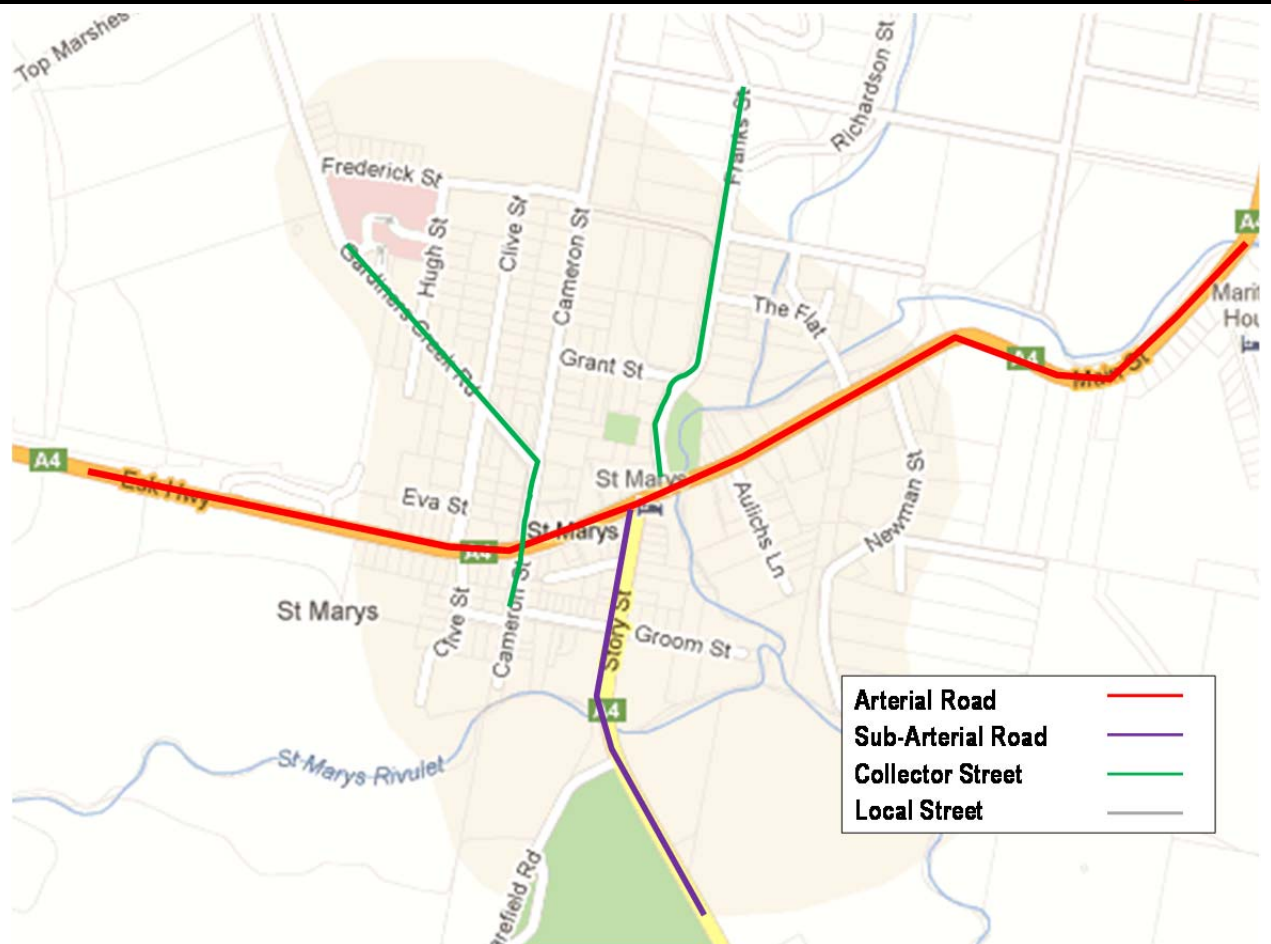 Top Marshes
Richardson St
Franks St
Frederick St
Clive St
Cameron St
Hugh St
A4
Gardiners Creek Rd
The Flat
Grant St
A4
Main St
A4
Esk Hwy
Eva St
St Marys
Aulichs Ln
Newman St
St Marys
A4
St Marys
Clive St
Cameron St
Story St
Groom St
A4
St Marys Rivulet
Arterial Road
Sub-Arterial Road
Collector Street
Local Street